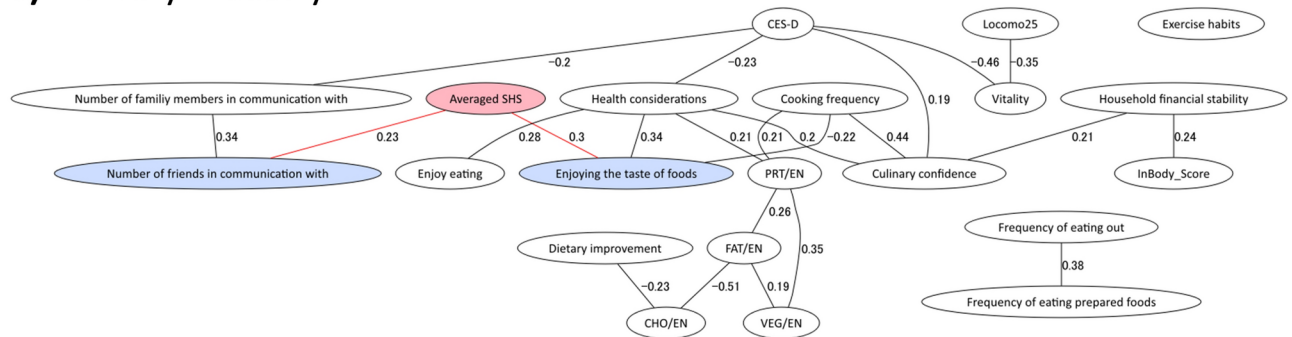 CES-D
Locomo25
Exercise habits
−0.2
−0.23
−0.46
−0.35
Number of familiy members in communication with
Averaged SHS
Health considerations
Cooking frequency
0.19
Vitality
Household financial stability
0.34
0.23
0.28
0.3
0.34
0.21
0.21
0.2
−0.22
0.44
0.21
0.24
Number of friends in communication with
Enjoy eating
Enjoying the taste of foods
PRT/EN
Culinary confidence
InBody_Score
0.26
Frequency of eating out
Dietary improvement
FAT/EN
0.35
0.38
−0.23
−0.51
0.19
Frequency of eating prepared foods
CHO/EN
VEG/EN